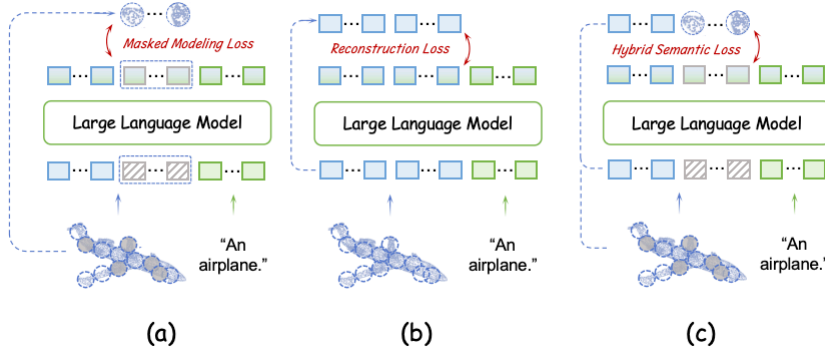 Masked Modeling Loss
Large Language Model
"An
airplane."
(a)
Reconstruction Loss
Large Language Model
"An
airplane."
(b)
Hybrid Semantic Loss
Large Language Model
"An
airplane."
(c)